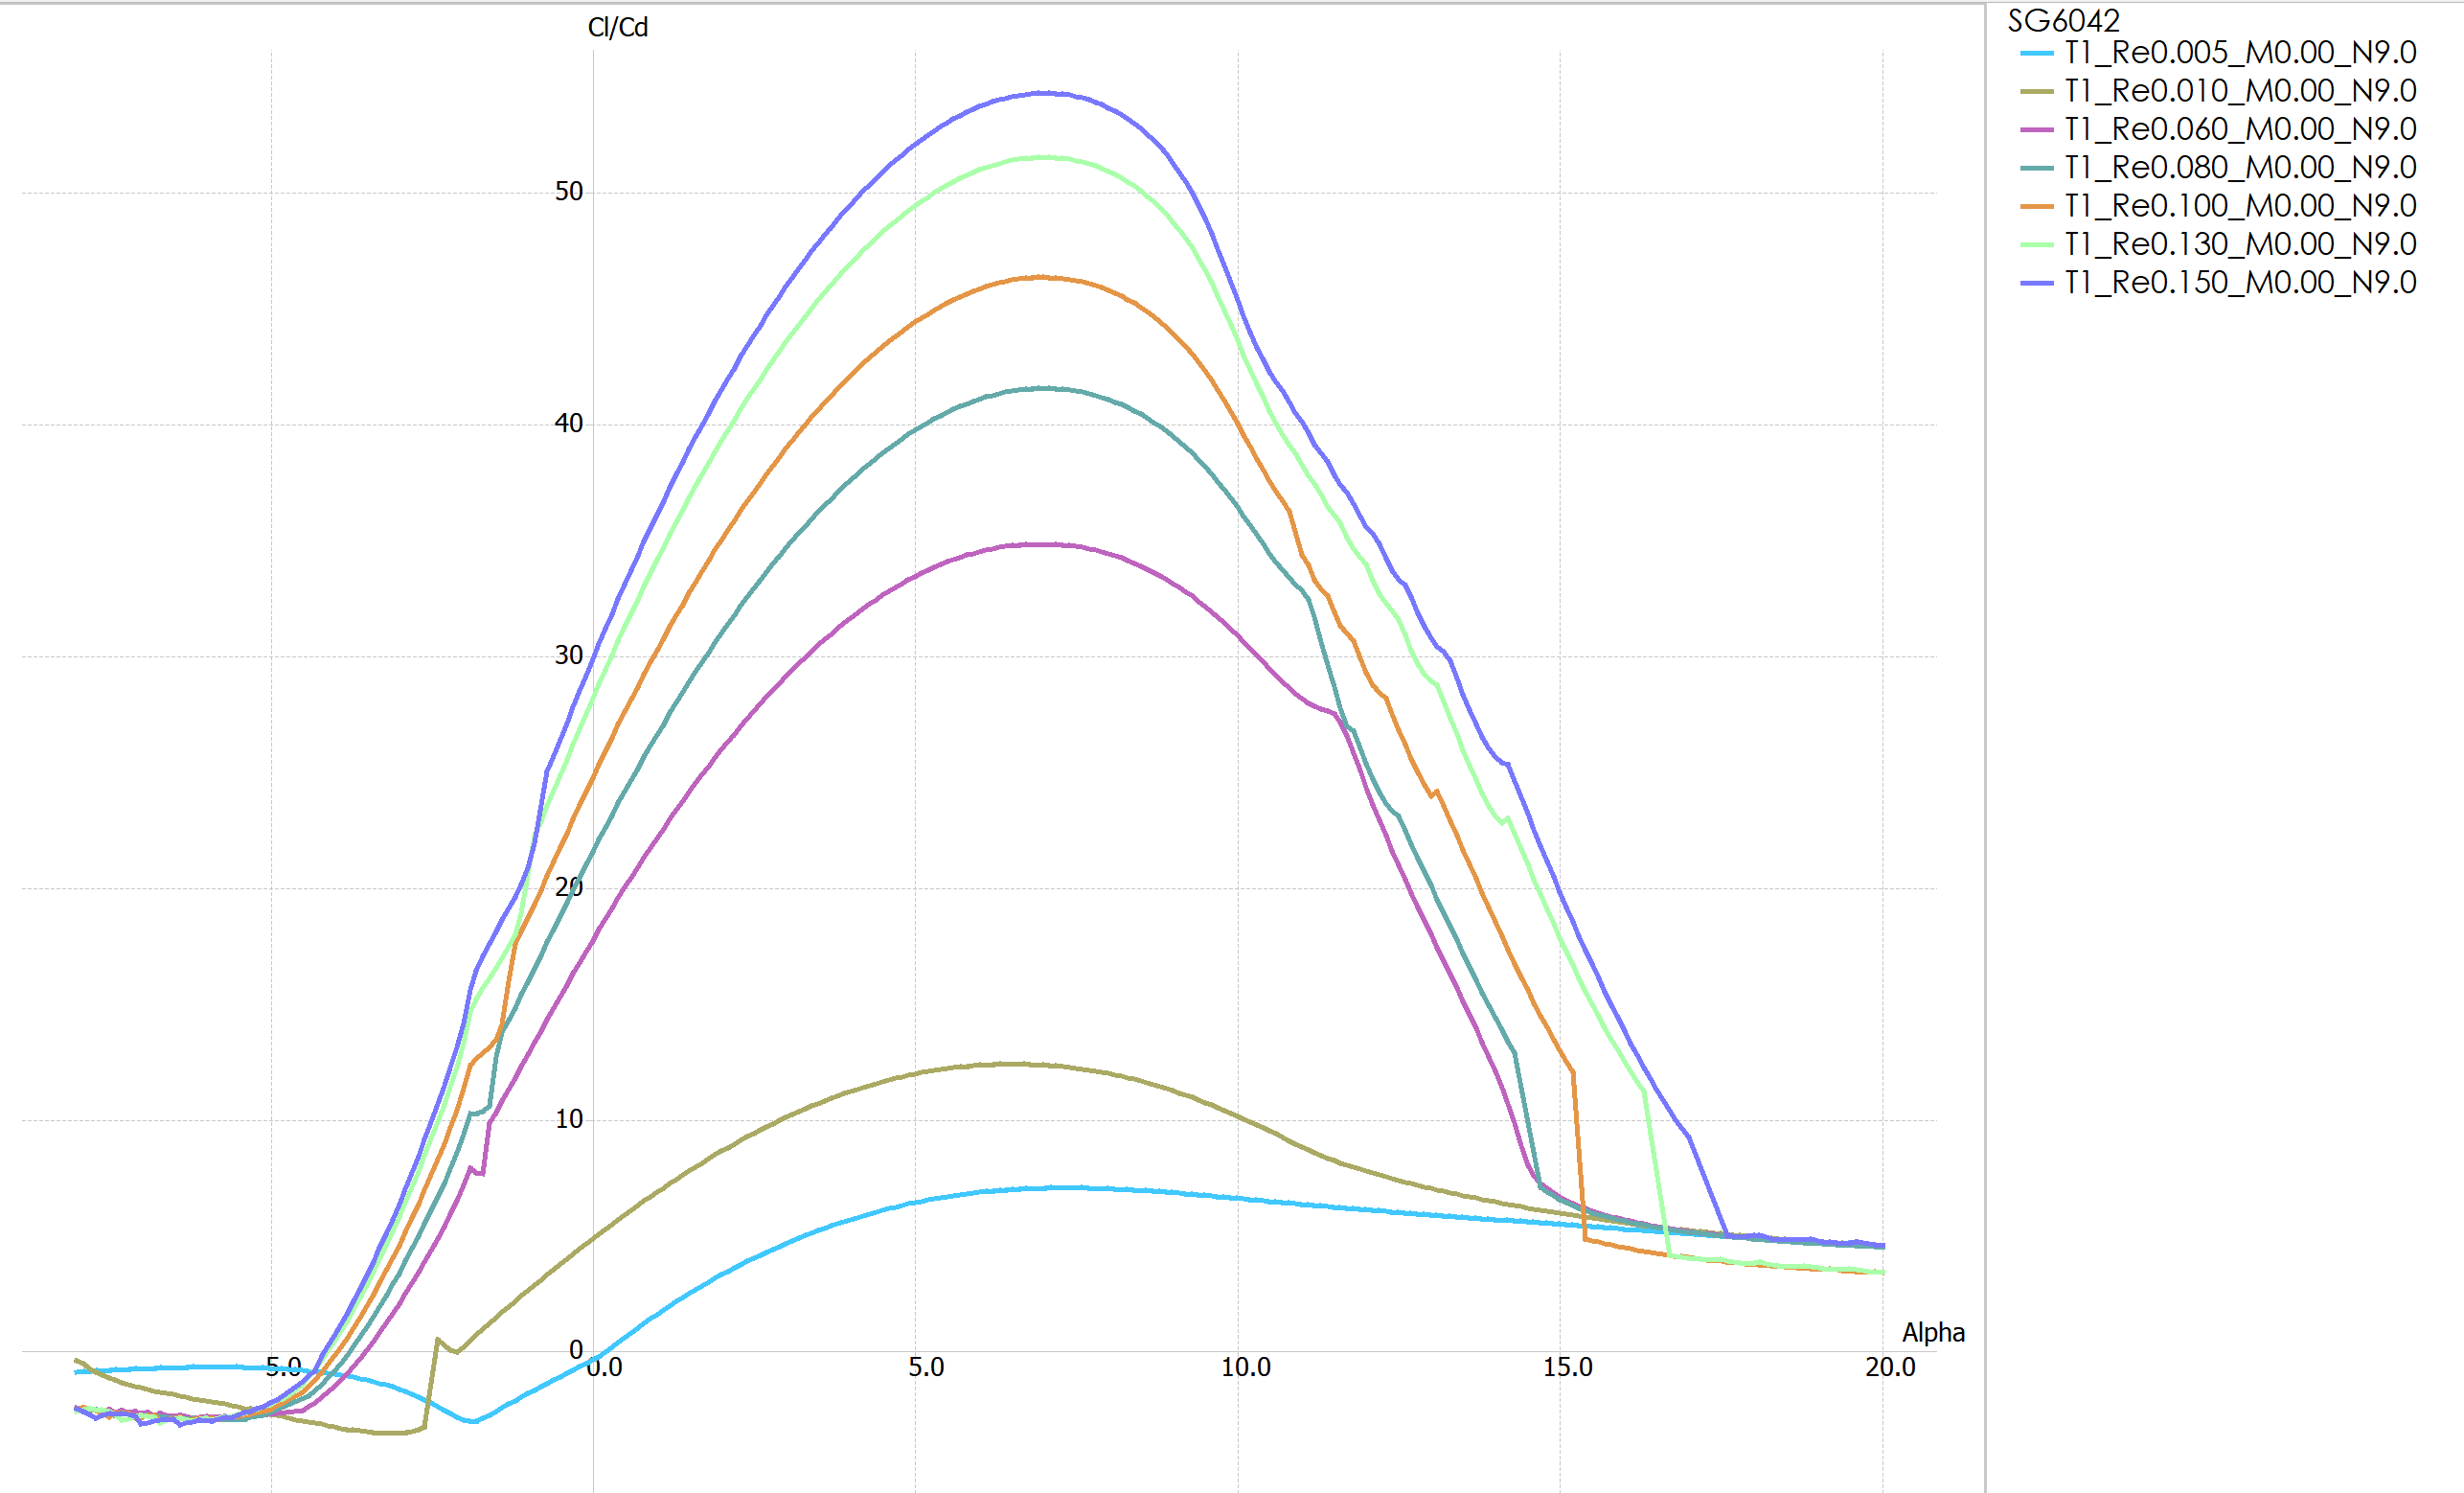 Cl/Cd
SG6042
T1_Re0.005_M0.00_N9.0
T1_Re0.010_M0.00_N9.0
T1_Re0.060_M0.00_N9.0
T1_Re0.080_M0.00_N9.0
T1_Re0.100_M0.00_N9.0
T1_Re0.130_M0.00_N9.0
T1_Re0.150_M0.00_N9.0
50
40
30
20
10
0
Alpha
5.0
0.0
5.0
10.0
15.0
20.0